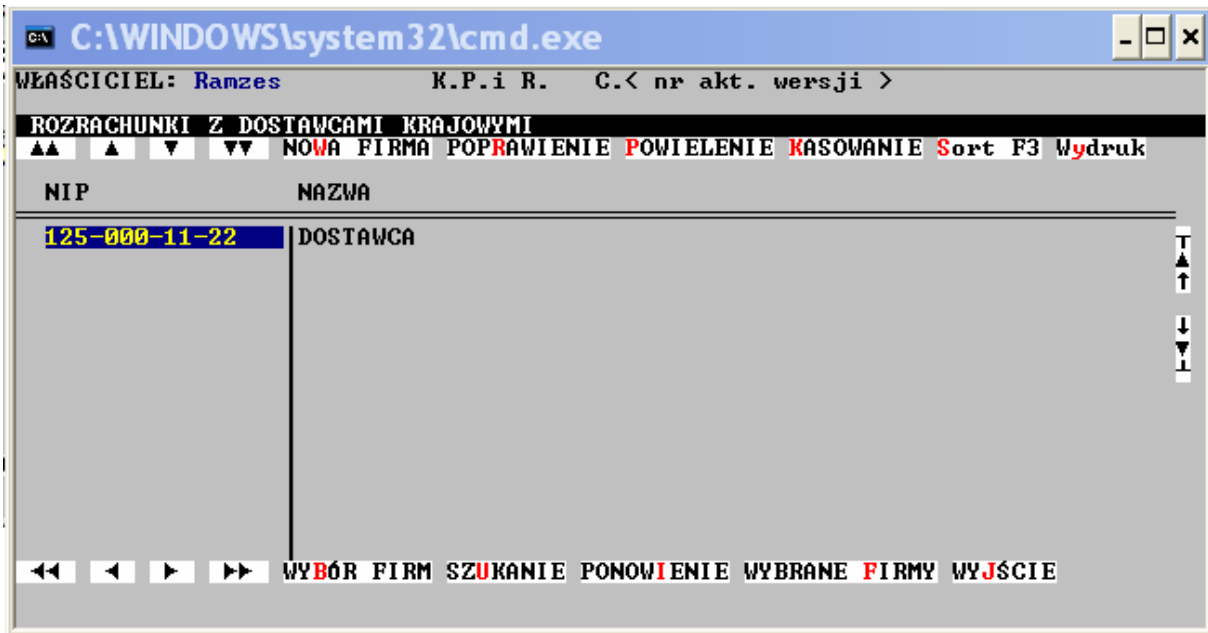 C:\WINDOWS\system32\cmd.exe
WŁAŚCICIEL: Ramzes K.P.i R. C.< nr akt. wersji >
ROZRACHUNKI Z DOSTAWCAMI KRAJOWYMI
NOWA FIRMA POPRAWIENIE POWIELENIE KASOWANIE Sort F3 Wydruk
NIP NAZWA
125-000-11-22 DOSTAWCA
WYBÓR FIRM SZUKANIE PONOWIENIE WYBRANE FIRMY WYJŚCIE